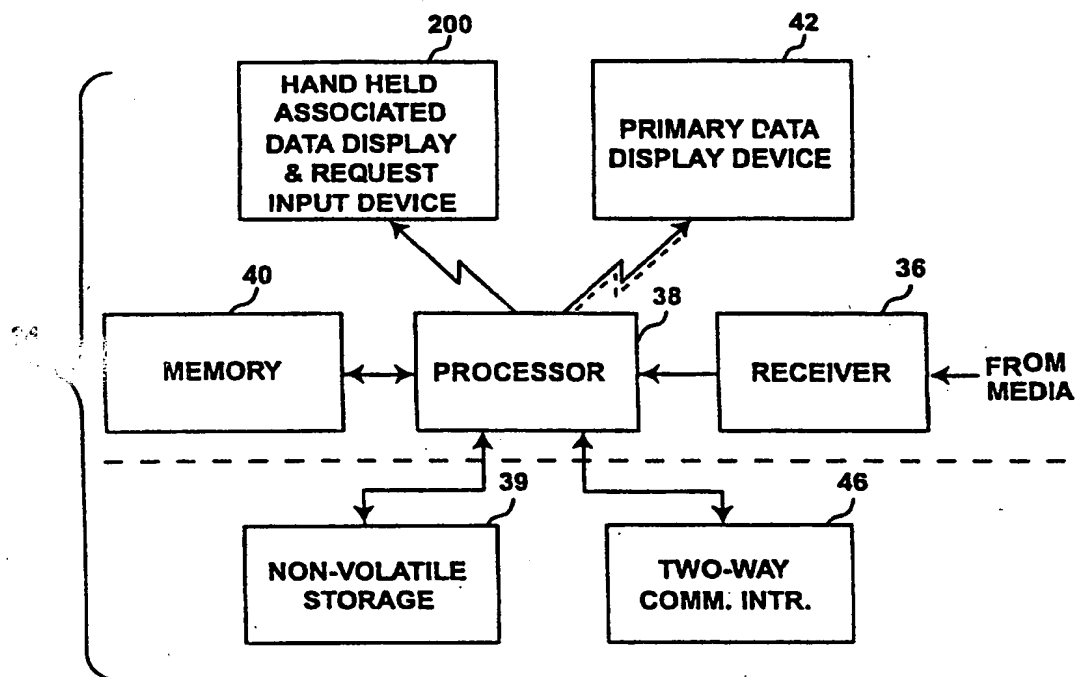 200
42
HAND HELD
ASSOCIATED
DATA DISPLAY
& REQUEST
INPUT DEVICE
PRIMARY DATA
DISPLAY DEVICE
40
38
36
MEMORY
PROCESSOR
RECEIVER
FROM
MEDIA
39
46
NON-VOLATILE
STORAGE
TWO-WAY
COMM. INTR.